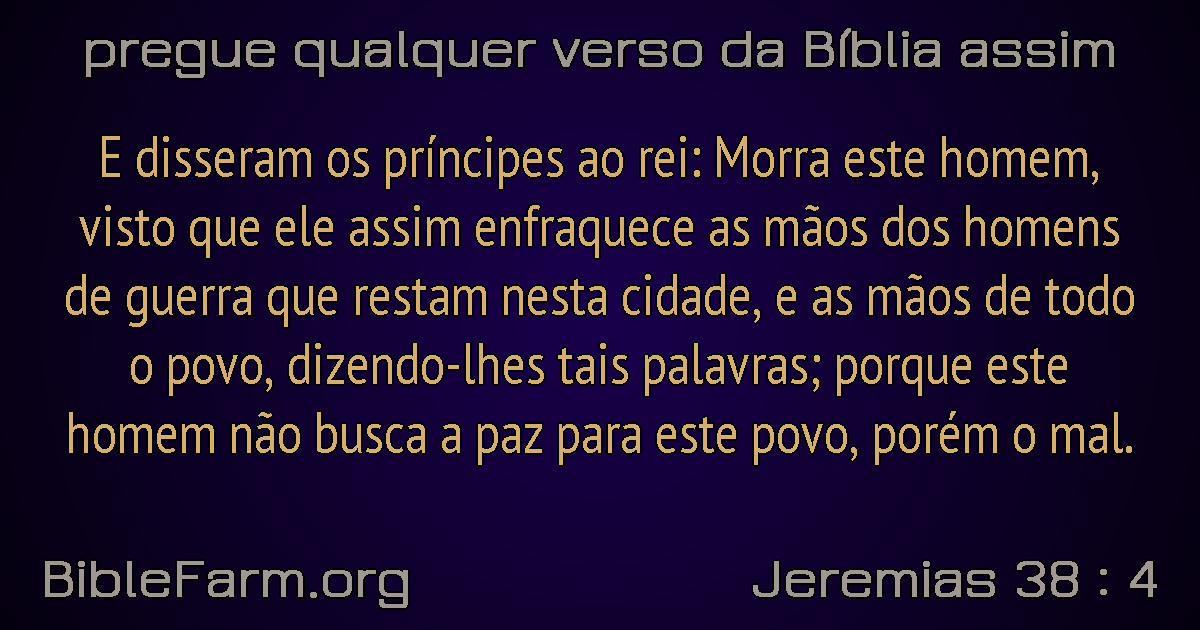 pregue qualquer verso da Bíblia assim
E disseram os príncipes ao rei: Morra este homem,
visto que ele assim enfraquece as mãos dos homens
de guerra que restam nesta cidade, e as mãos de todo
o povo, dizendo-lhes tais palavras; porque este
homem não busca a paz para este povo, porém o mal.
BibleFarm.org
Jeremias 38 : 4